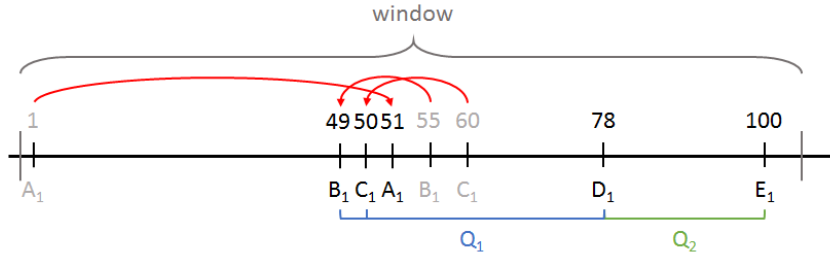 window
1 49 50 51 55 60 78 100
A₁ B₁ C₁ A₁ B₁ C₁ D₁ E₁
Q₁ Q₂